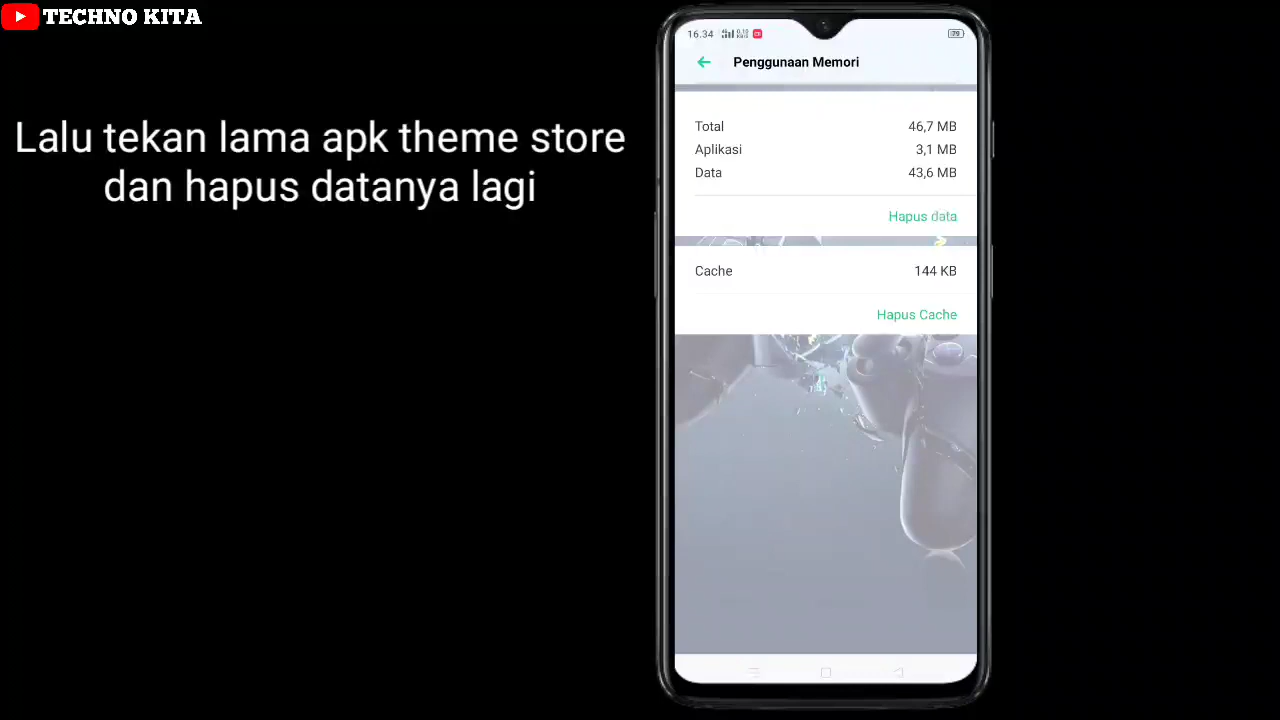 TECHNO KITA
Lalu tekan lama apk theme store
dan hapus datanya lagi
16.34
79
Penggunaan Memori
Total 46,7 MB
Aplikasi 3,1 MB
Data 43,6 MB
Hapus data
Cache 144 KB
Hapus Cache